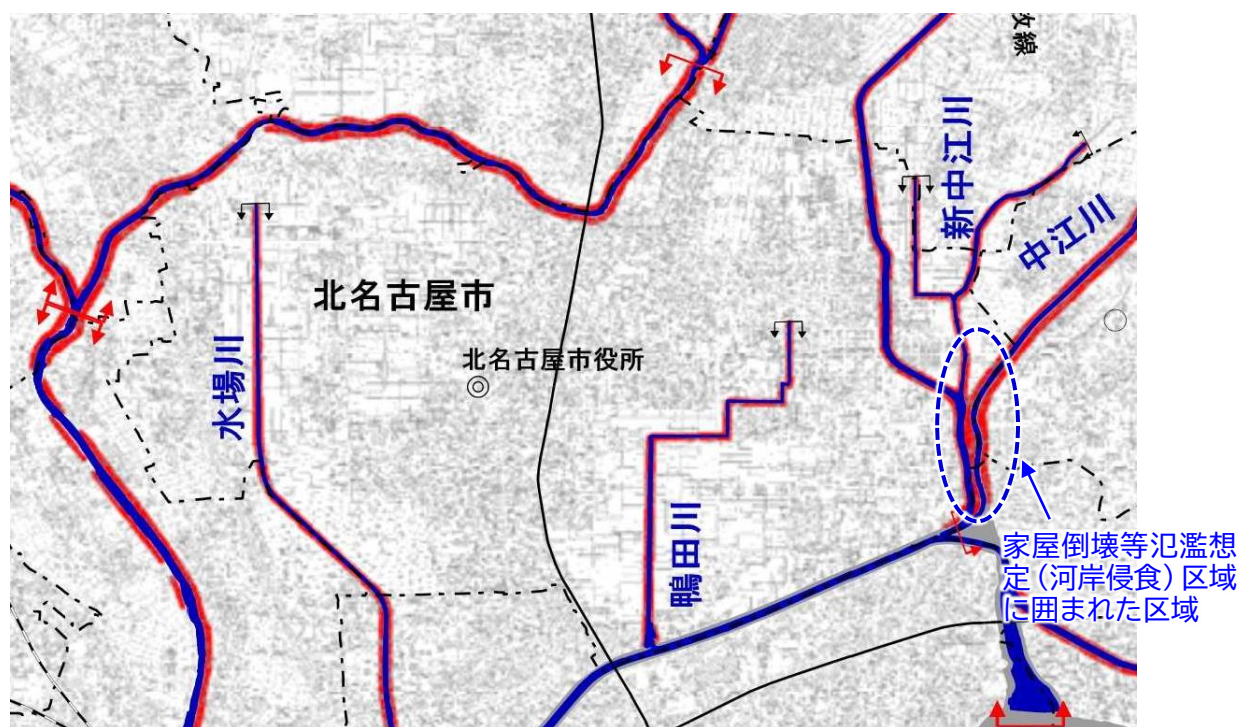 牧線
新中江川
中江川
北名古屋市
北名古屋市役所
水場川
鴨田川
家屋倒壊等氾濫想
定（河岸侵食）区域
に囲まれた区域